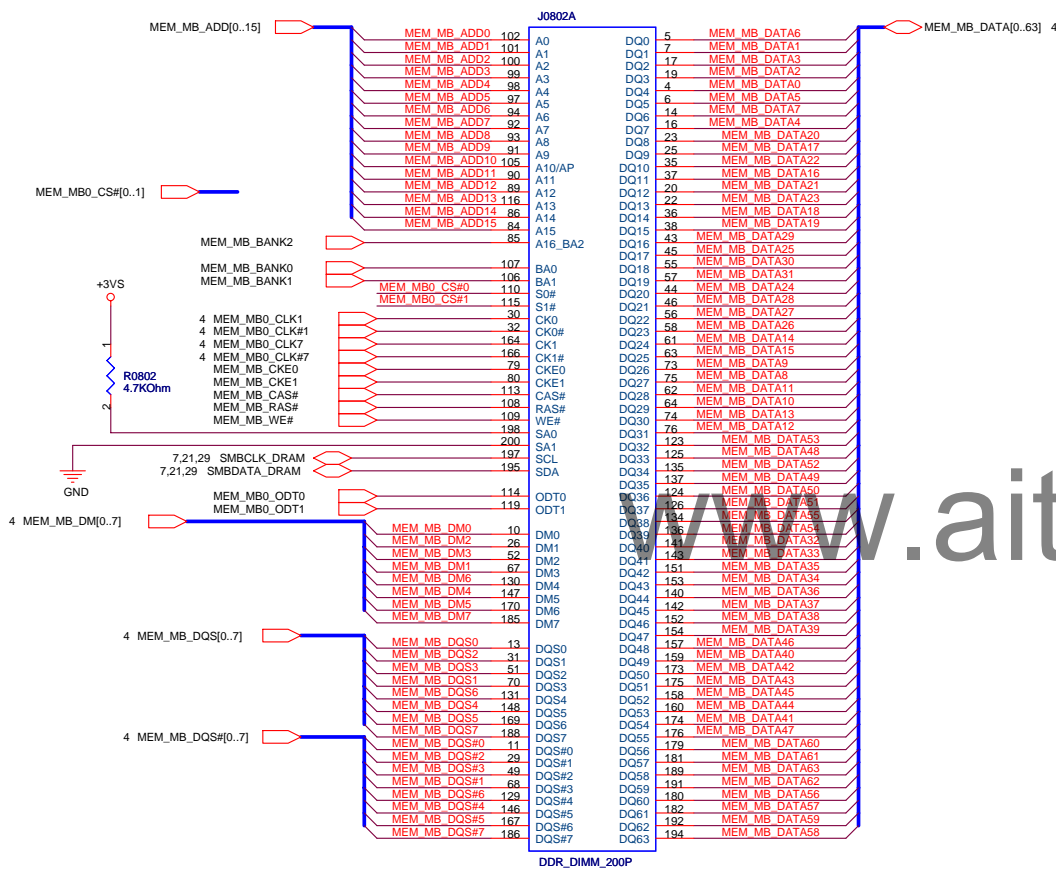 J0802A
MEM_MB_ADD[0..15]
MEM_MB_DATA[0..63] 4
MEM_MB_ADD0 102 A0 DQ0 5 MEM_MB_DATA6
MEM_MB_ADD1 101 A1 DQ1 7 MEM_MB_DATA1
MEM_MB_ADD2 100 A2 DQ2 17 MEM_MB_DATA3
MEM_MB_ADD3 99 A3 DQ3 19 MEM_MB_DATA2
MEM_MB_ADD4 98 A4 DQ4 4 MEM_MB_DATA0
MEM_MB_ADD5 97 A5 DQ5 6 MEM_MB_DATA5
MEM_MB_ADD6 94 A6 DQ6 14 MEM_MB_DATA7
MEM_MB_ADD7 92 A7 DQ7 16 MEM_MB_DATA4
MEM_MB_ADD8 93 A8 DQ8 23 MEM_MB_DATA20
MEM_MB_ADD9 91 A9 DQ9 25 MEM_MB_DATA17
MEM_MB_ADD10 105 A10/AP DQ10 35 MEM_MB_DATA22
MEM_MB_ADD11 90 A11 DQ11 37 MEM_MB_DATA16
MEM_MB_ADD12 89 A12 DQ12 20 MEM_MB_DATA21
MEM_MB0_CS#[0..1]
MEM_MB_ADD13 116 A13 DQ13 22 MEM_MB_DATA23
MEM_MB_ADD14 86 A14 DQ14 36 MEM_MB_DATA18
MEM_MB_ADD15 84 A15 DQ15 38 MEM_MB_DATA19
MEM_MB_BANK2 85 A16_BA2 DQ16 43 MEM_MB_DATA29
DQ17 45 MEM_MB_DATA25
MEM_MB_BANK0 107 BA0 DQ18 55 MEM_MB_DATA30
MEM_MB_BANK1 106 BA1 DQ19 57 MEM_MB_DATA31
MEM_MB0_CS#0 110 S0# DQ20 44 MEM_MB_DATA24
MEM_MB0_CS#1 115 S1# DQ21 46 MEM_MB_DATA28
+3VS
4 MEM_MB0_CLK1 30 CK0 DQ22 56 MEM_MB_DATA27
4 MEM_MB0_CLK#1 32 CK0# DQ23 58 MEM_MB_DATA26
4 MEM_MB0_CLK7 164 CK1 DQ24 61 MEM_MB_DATA14
4 MEM_MB0_CLK#7 166 CK1# DQ25 63 MEM_MB_DATA15
MEM_MB_CKE0 79 CKE0 DQ26 73 MEM_MB_DATA9
MEM_MB_CKE1 80 CKE1 DQ27 75 MEM_MB_DATA8
MEM_MB_CAS# 113 CAS# DQ28 62 MEM_MB_DATA11
MEM_MB_RAS# 108 RAS# DQ29 64 MEM_MB_DATA10
MEM_MB_WE# 109 WE# DQ30 74 MEM_MB_DATA13
1
R0802
4.7KOhm
2
198 SA0 DQ31 76 MEM_MB_DATA12
200 SA1 DQ32 123 MEM_MB_DATA53
7,21,29 SMBCLK_DRAM 197 SCL DQ33 125 MEM_MB_DATA48
7,21,29 SMBDATA_DRAM 195 SDA DQ34 135 MEM_MB_DATA52
GND
DQ35 137 MEM_MB_DATA49
MEM_MB0_ODT0 114 ODT0 DQ36 124 MEM_MB_DATA50
MEM_MB0_ODT1 119 ODT1 DQ37 126 MEM_MB_DATA51
4 MEM_MB_DM[0..7]
DQ38 134 MEM_MB_DATA55
MEM_MB_DM0 10 DM0 DQ39 136 MEM_MB_DATA54
MEM_MB_DM2 26 DM1 DQ40 141 MEM_MB_DATA32
MEM_MB_DM3 52 DM2 DQ41 143 MEM_MB_DATA33
MEM_MB_DM1 67 DM3 DQ42 151 MEM_MB_DATA35
MEM_MB_DM6 130 DM4 DQ43 153 MEM_MB_DATA34
MEM_MB_DM4 147 DM5 DQ44 140 MEM_MB_DATA36
MEM_MB_DM5 170 DM6 DQ45 142 MEM_MB_DATA37
MEM_MB_DM7 185 DM7 DQ46 152 MEM_MB_DATA38
4 MEM_MB_DQS[0..7]
DQ47 154 MEM_MB_DATA39
MEM_MB_DQS0 13 DQS0 DQ48 157 MEM_MB_DATA46
MEM_MB_DQS2 31 DQS1 DQ49 159 MEM_MB_DATA40
MEM_MB_DQS3 51 DQS2 DQ50 173 MEM_MB_DATA42
MEM_MB_DQS1 70 DQS3 DQ51 175 MEM_MB_DATA43
MEM_MB_DQS6 131 DQS4 DQ52 158 MEM_MB_DATA45
MEM_MB_DQS4 148 DQS5 DQ53 160 MEM_MB_DATA44
MEM_MB_DQS5 169 DQS6 DQ54 174 MEM_MB_DATA41
MEM_MB_DQS7 188 DQS7 DQ55 176 MEM_MB_DATA47
4 MEM_MB_DQS#[0..7]
MEM_MB_DQS#0 11 DQS#0 DQ56 179 MEM_MB_DATA60
MEM_MB_DQS#2 29 DQS#1 DQ57 181 MEM_MB_DATA61
MEM_MB_DQS#3 49 DQS#2 DQ58 189 MEM_MB_DATA63
MEM_MB_DQS#1 68 DQS#3 DQ59 191 MEM_MB_DATA62
MEM_MB_DQS#6 129 DQS#4 DQ60 180 MEM_MB_DATA56
MEM_MB_DQS#4 146 DQS#5 DQ61 182 MEM_MB_DATA57
MEM_MB_DQS#5 167 DQS#6 DQ62 192 MEM_MB_DATA59
MEM_MB_DQS#7 186 DQS#7 DQ63 194 MEM_MB_DATA58
DDR_DIMM_200P
www.ait